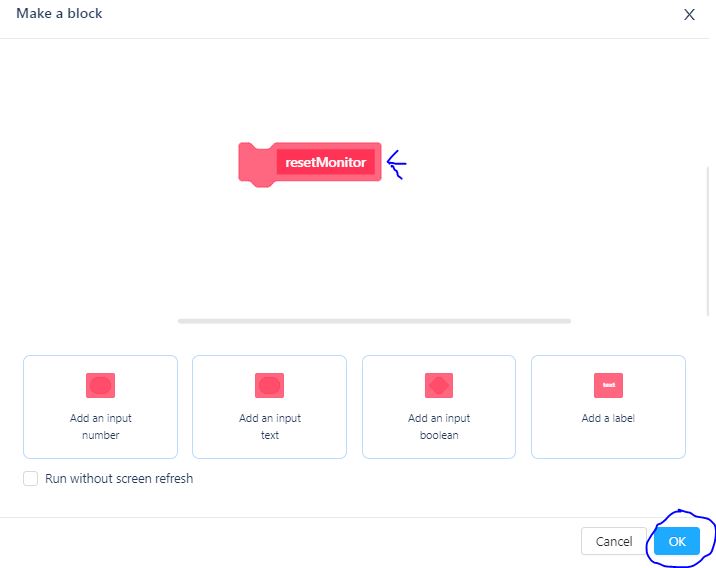 Make a block
X
resetMonitor
Add an input
number
Add an input
text
Add an input
boolean
text
Add a label
Run without screen refresh
Cancel
OK